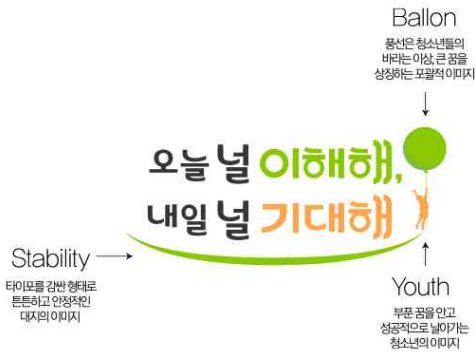 Ballon
풍선은 청소년들의
바라는 이상, 큰 꿈을
상징하는 포괄적 이미지
오늘 널 이해해,
내일 널 기대해
Stability
타이포를 감싼 형태로
튼튼하고 안정적인
대지의 이미지
Youth
부푼 꿈을 안고
성공적으로 날아가는
청소년의 이미지